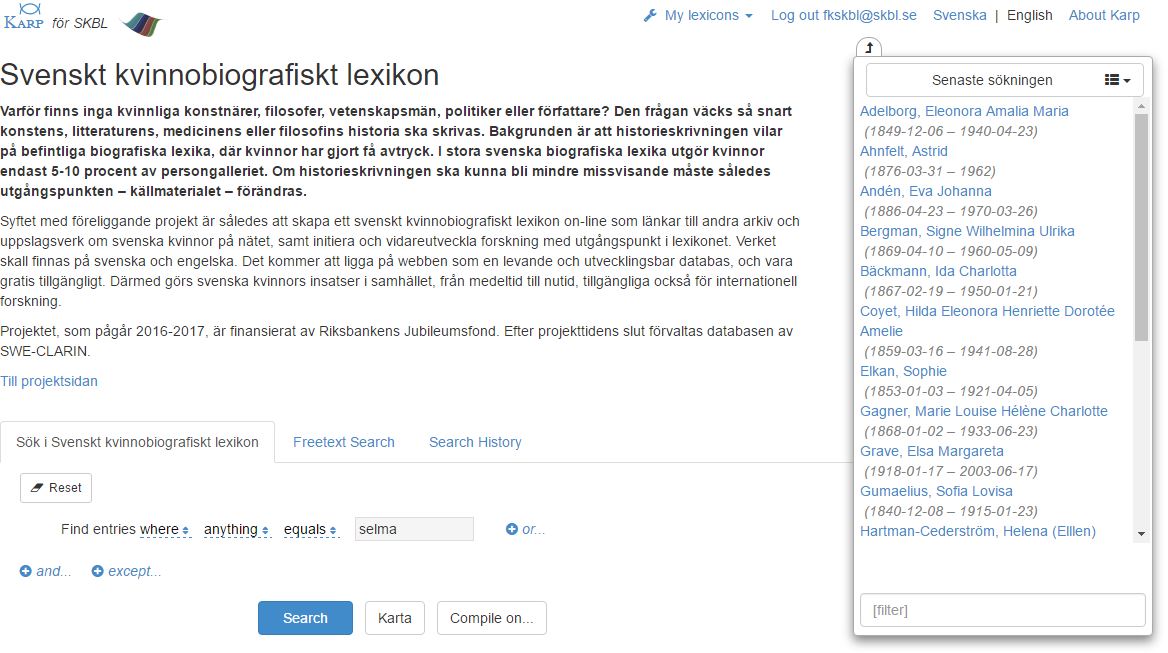 KARP för SKBL
My lexicons Log out fkskbl@skbl.se Svenska | English About Karp
Svenskt kvinnobiografiskt lexikon
Varför finns inga kvinnliga konstnärer, filosofer, vetenskapsmän, politiker eller författare? Den frågan väcks så snart
konstens, litteraturens, medicinens eller filosofins historia ska skrivas. Bakgrunden är att historieskrivningen vilar
på befintliga biografiska lexika, där kvinnor har gjort få avtryck. I stora svenska biografiska lexika utgör kvinnor
endast 5-10 procent av persongalleriet. Om historieskrivningen ska kunna bli mindre missvisande måste således
utgångspunkten – källmaterialet – förändras.
Syftet med föreliggande projekt är således att skapa ett svenskt kvinnobiografiskt lexikon on-line som länkar till andra arkiv och
uppslagsverk om svenska kvinnor på nätet, samt initiera och vidareutveckla forskning med utgångspunkt i lexikonet. Verket
skall finnas på svenska och engelska. Det kommer att ligga på webben som en levande och utvecklingsbar databas, och vara
gratis tillgängligt. Därmed görs svenska kvinnors insatser i samhället, från medeltid till nutid, tillgängliga också för internationell
forskning.
Projektet, som pågår 2016-2017, är finansierat av Riksbankens Jubileumsfond. Efter projekttidens slut förvaltas databasen av
SWE-CLARIN.
Till projektsidan
Sök i Svenskt kvinnobiografiskt lexikon Freetext Search Search History
Reset
Find entries where anything equals selma or...
and... except...
Search Karta Compile on...
Senaste sökningen
Adelborg, Eleonora Amalia Maria
(1849-12-06 – 1940-04-23)
Ahnfelt, Astrid
(1876-03-31 – 1962)
Andén, Eva Johanna
(1886-04-23 – 1970-03-26)
Bergman, Signe Wilhelmina Ulrika
(1869-04-10 – 1960-05-09)
Bäckmann, Ida Charlotta
(1867-02-19 – 1950-01-21)
Coyet, Hilda Eleonora Henriette Dorotée
Amelie
(1859-03-16 – 1941-08-28)
Elkan, Sophie
(1853-01-03 – 1921-04-05)
Gagner, Marie Louise Hélène Charlotte
(1868-01-02 – 1933-06-23)
Grave, Elsa Margareta
(1918-01-17 – 2003-06-17)
Gumaelius, Sofia Lovisa
(1840-12-08 – 1915-01-23)
Hartman-Cederström, Helena (Elllen)
[filter]